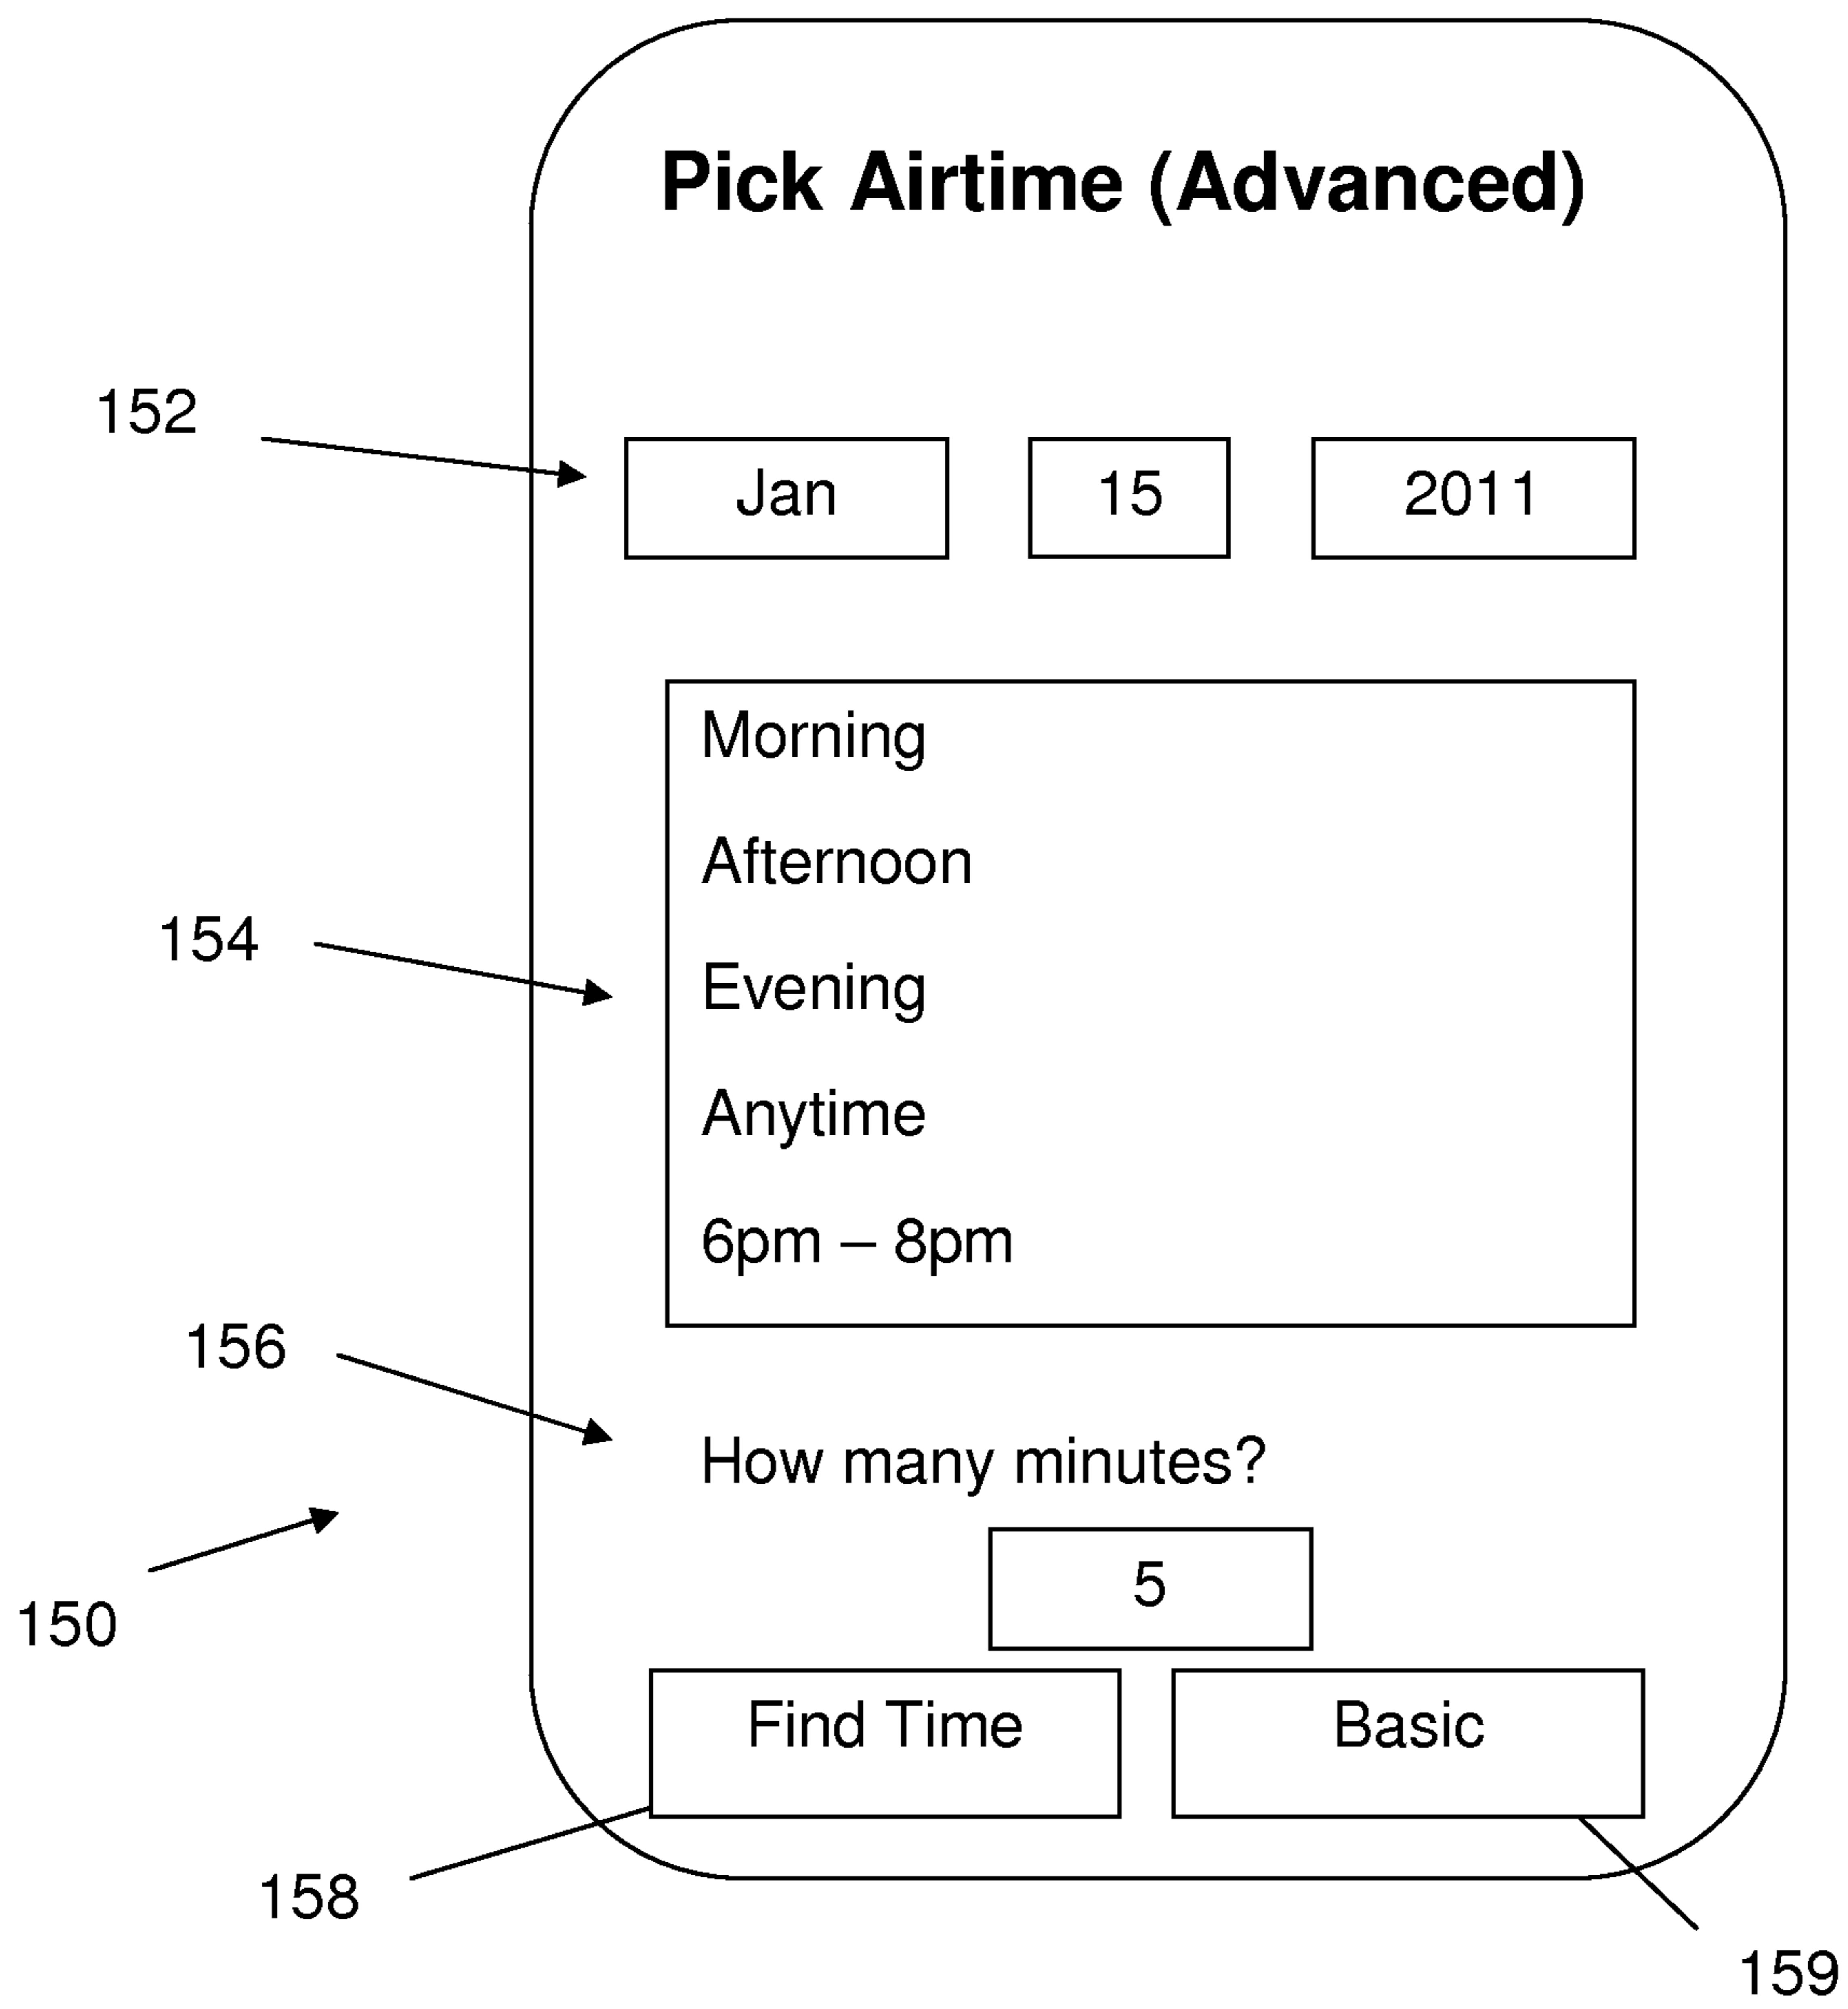 Pick Airtime (Advanced)
152
Jan 15 2011
Morning
Afternoon
154
Evening
Anytime
6pm – 8pm
156
How many minutes?
150
5
Find Time Basic
158
159